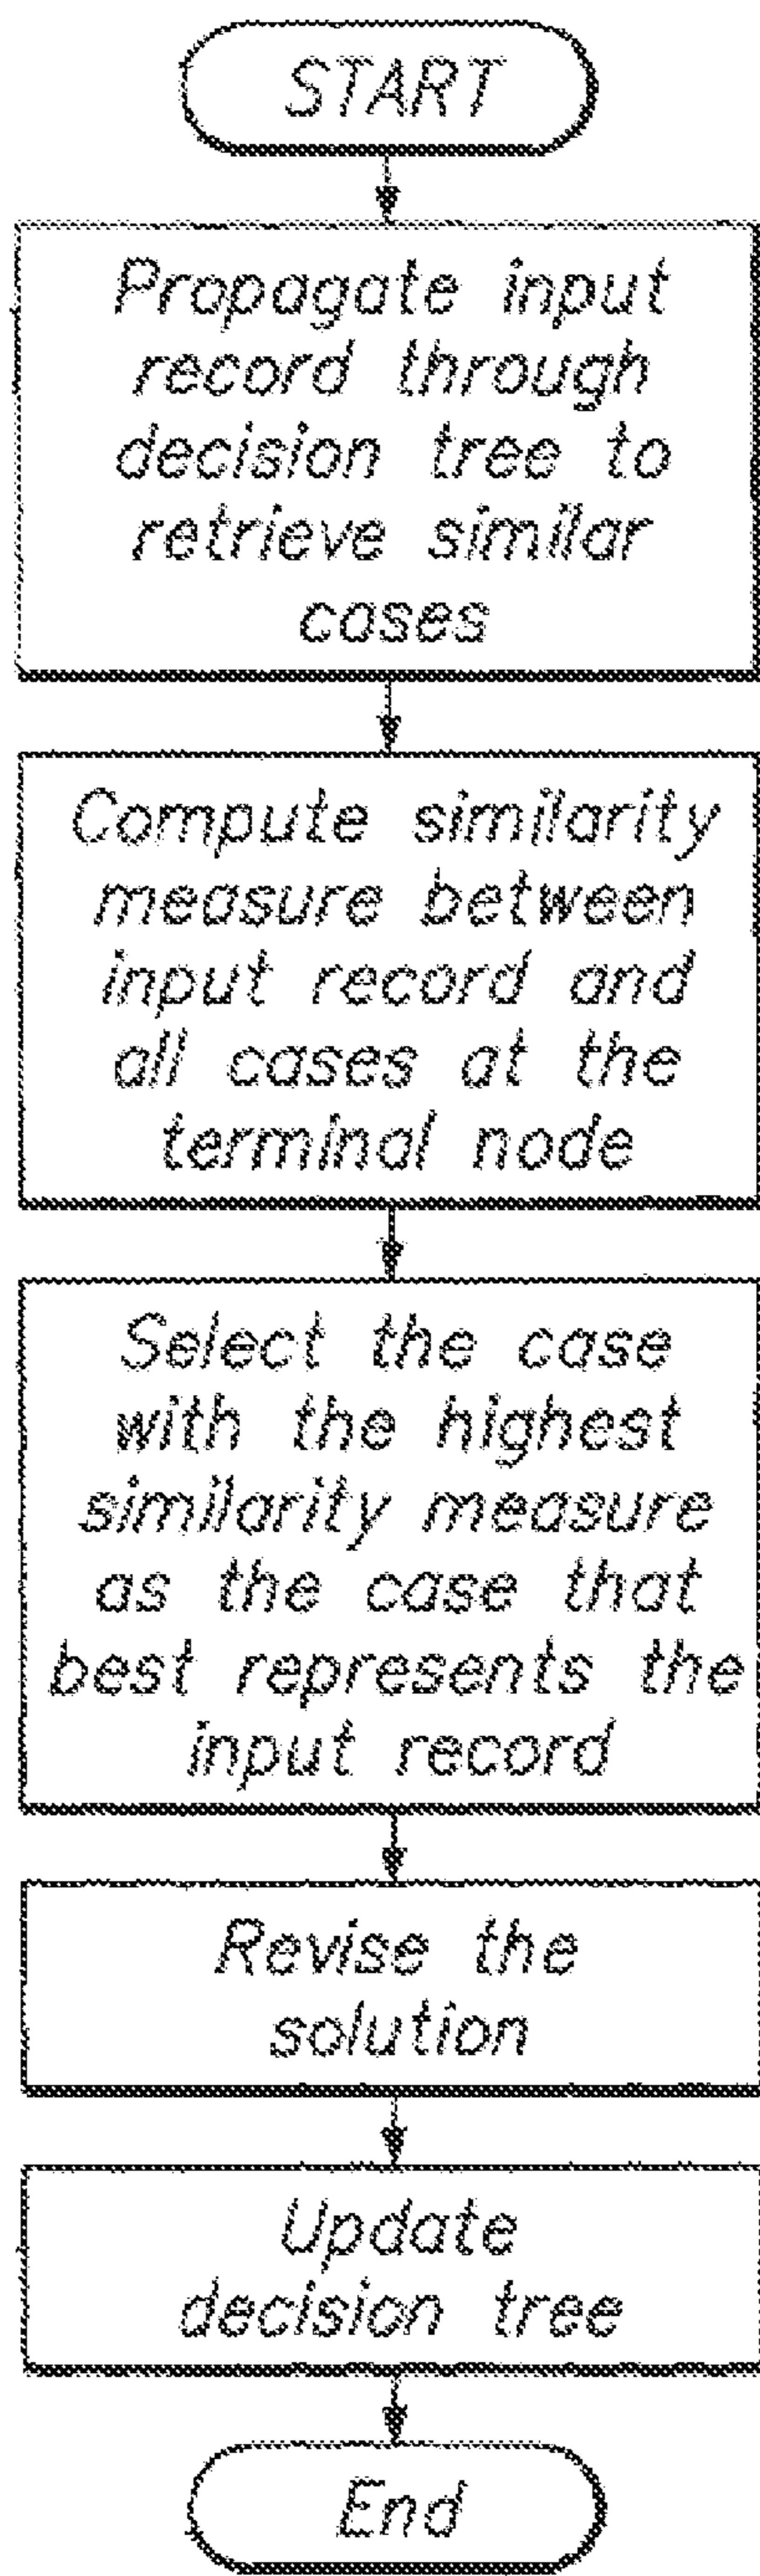 START
Propagate input
record through
decision tree to
retrieve similar
cases
Compute similarity
measure between
input record and
all cases at the
terminal node
Select the case
with the highest
similarity measure
as the case that
best represents the
input record
Revise the
solution
Update
decision tree
End